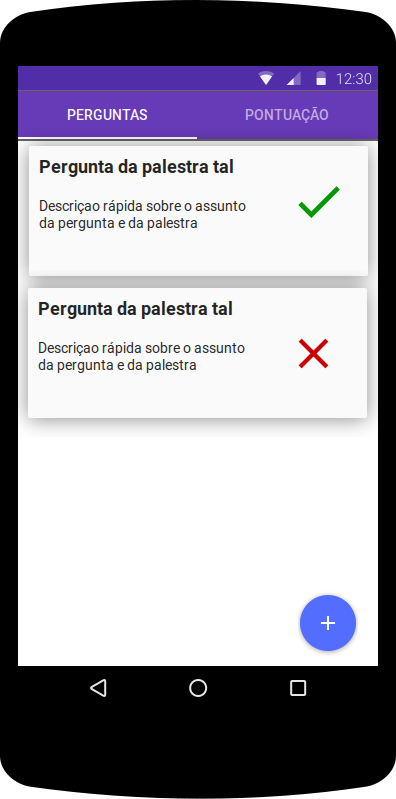 12:30
PERGUNTAS PONTUAÇÃO
Pergunta da palestra tal
Descriçao rápida sobre o assunto
da pergunta e da palestra
Pergunta da palestra tal
Descriçao rápida sobre o assunto
da pergunta e da palestra